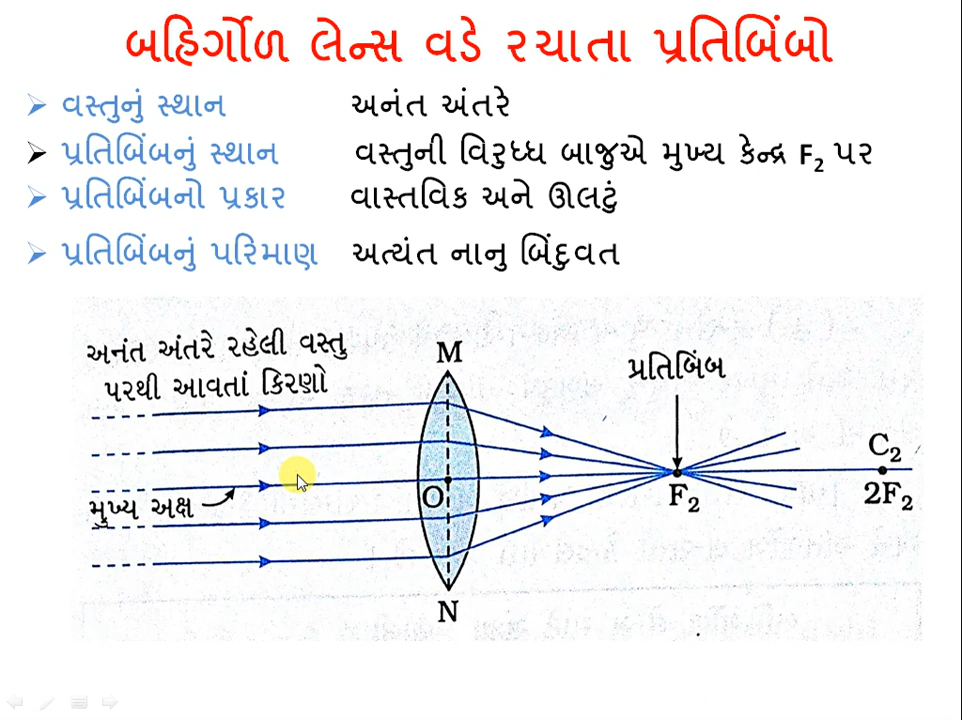 બહિર્ગોળ લેન્સ વડે રચાતા પ્રતિબિંબો
વસ્તુનું સ્થાન અનંત અંતરે
પ્રતિબિંબનું સ્થાન વસ્તુની વિરુધ્ધ બાજુએ મુખ્ય કેન્દ્ર F₂ પર
પ્રતિબિંબનો પ્રકાર વાસ્તવિક અને ઊલટું
પ્રતિબિંબનું પરિમાણ અત્યંત નાનુ બિંદુવત
અનંત અંતરે રહેલી વસ્તુ
પરથી આવતાં કિરણો
M
પ્રતિબિંબ
C₂
O
F₂
2F₂
મુખ્ય અક્ષ
N